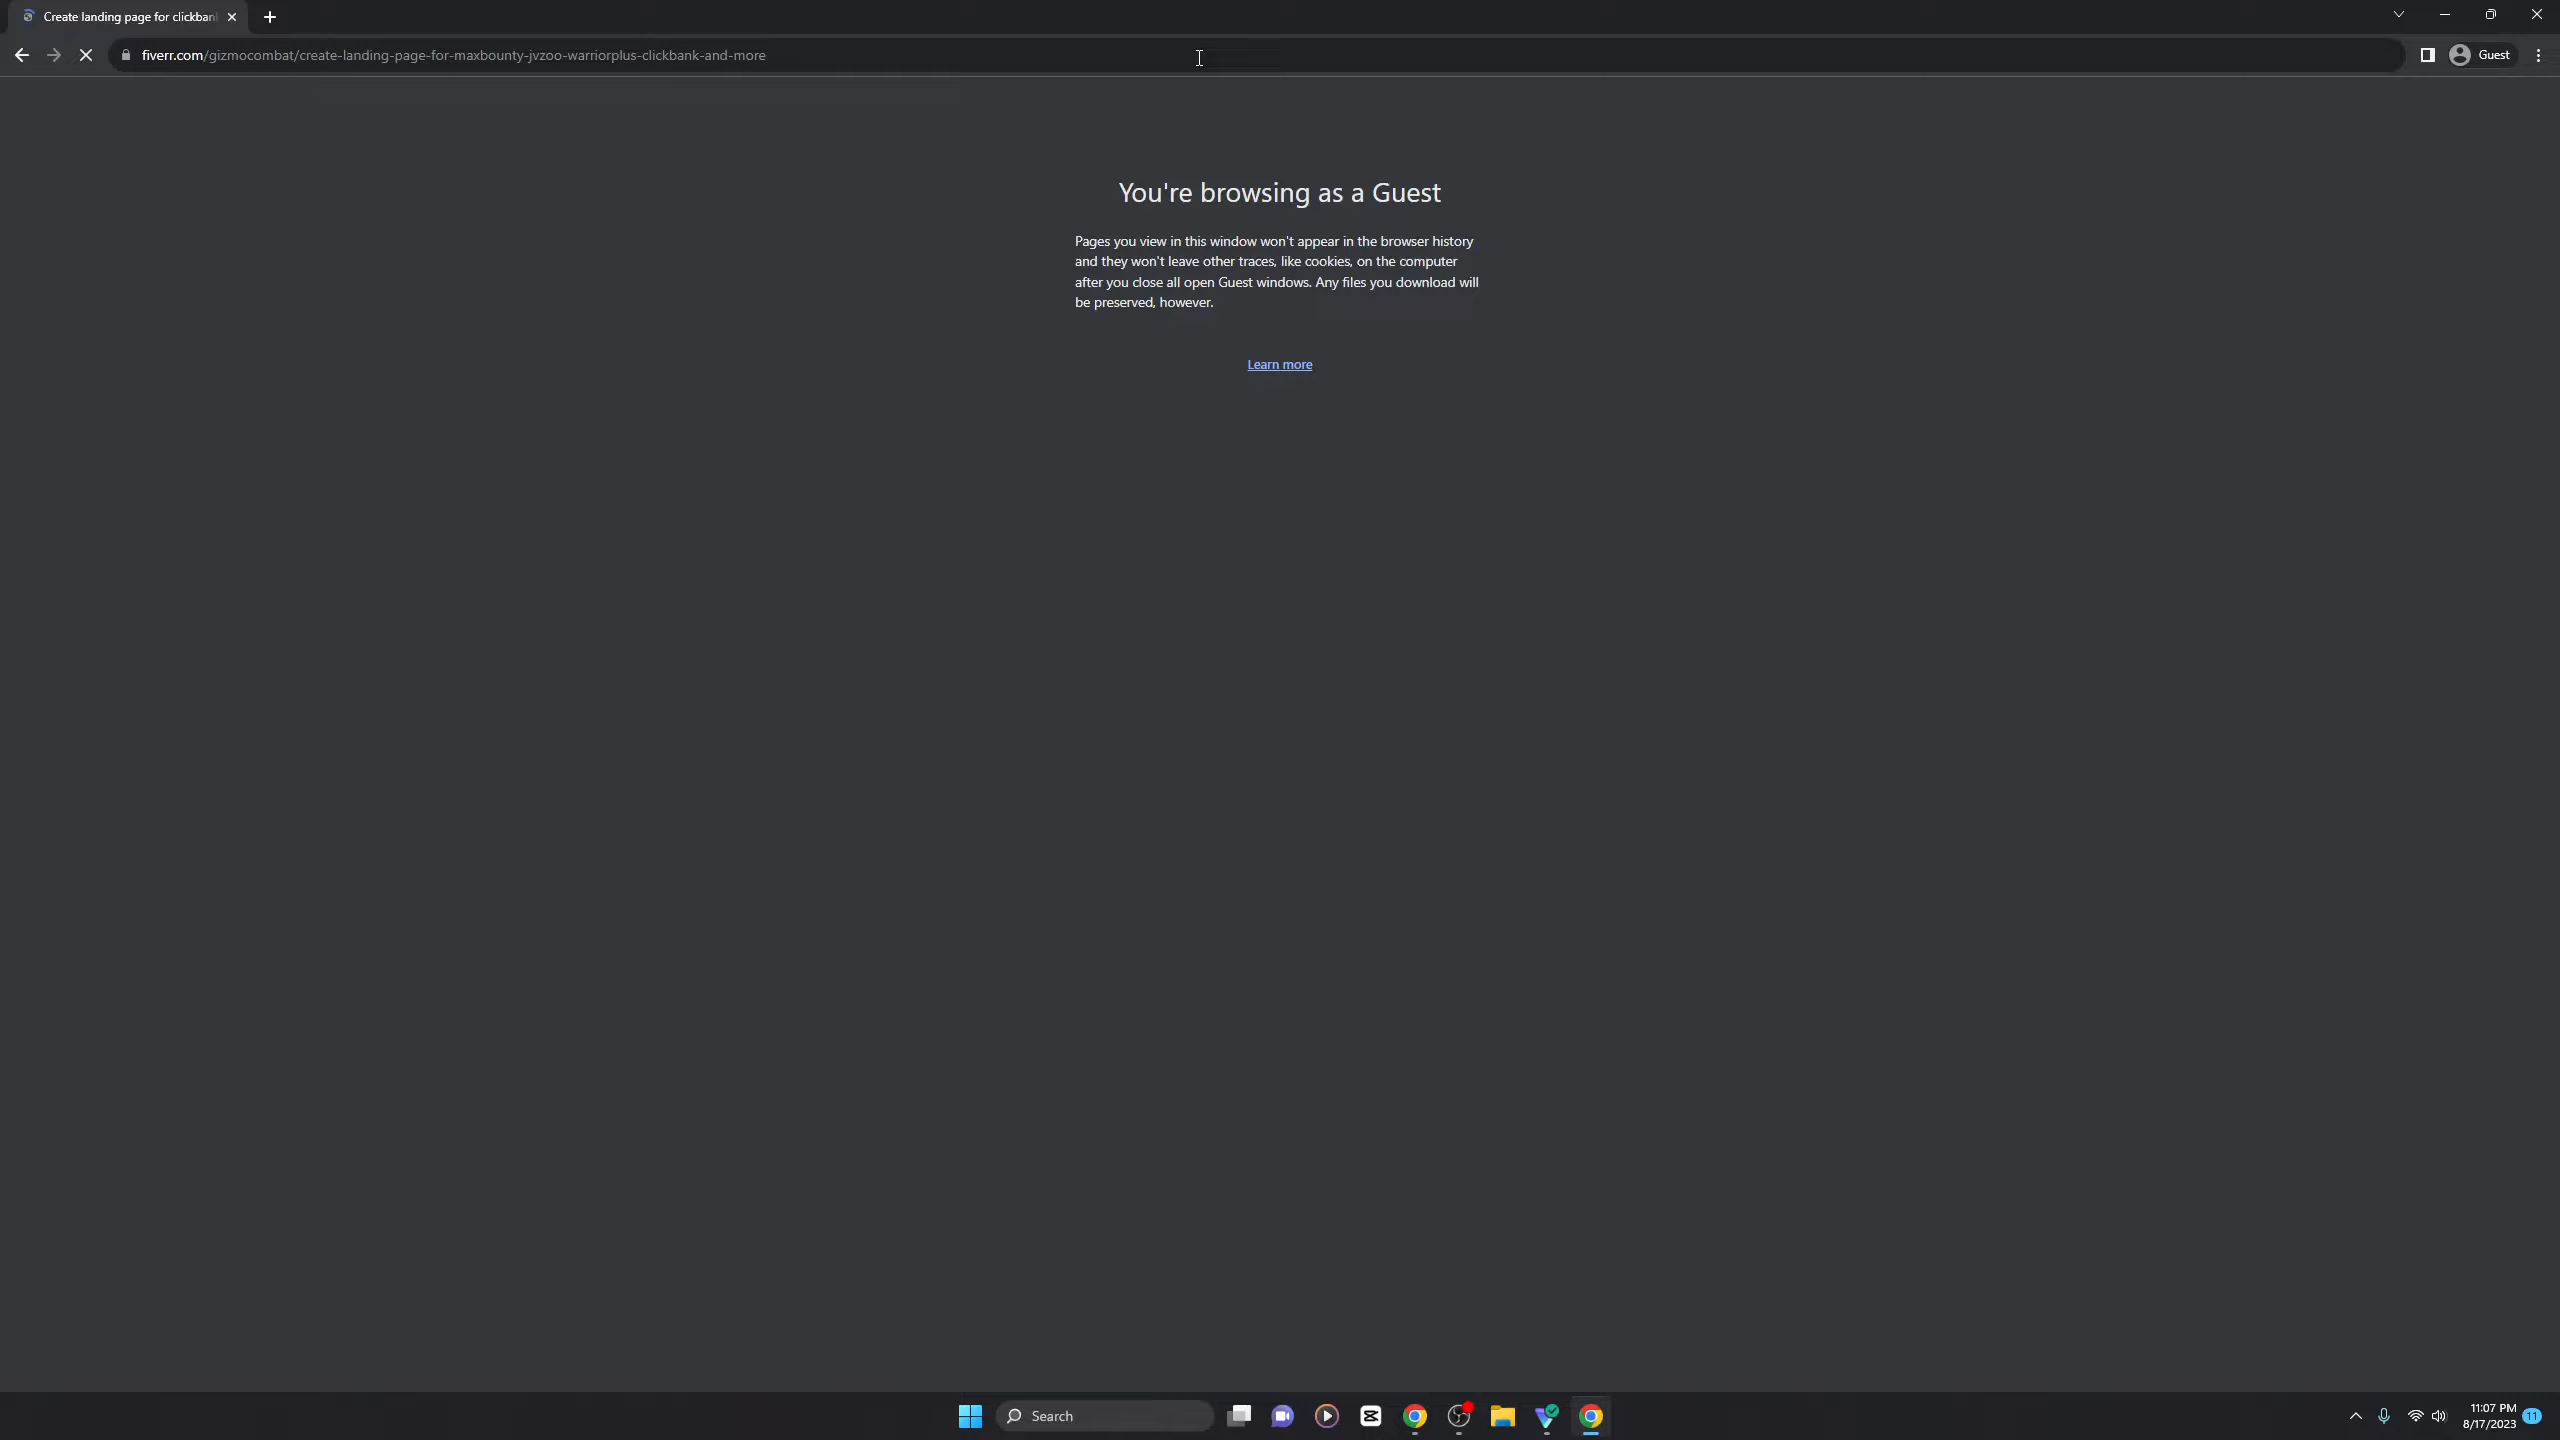 Create landing page for clickban
fiverr.com/gizmocombat/create-landing-page-for-maxbounty-jvzoo-warriorplus-clickbank-and-more
Guest
You're browsing as a Guest
Pages you view in this window won't appear in the browser history
and they won't leave other traces, like cookies, on the computer
after you close all open Guest windows. Any files you download will
be preserved, however.
Learn more
Search
11:07 PM
8/17/2023
11